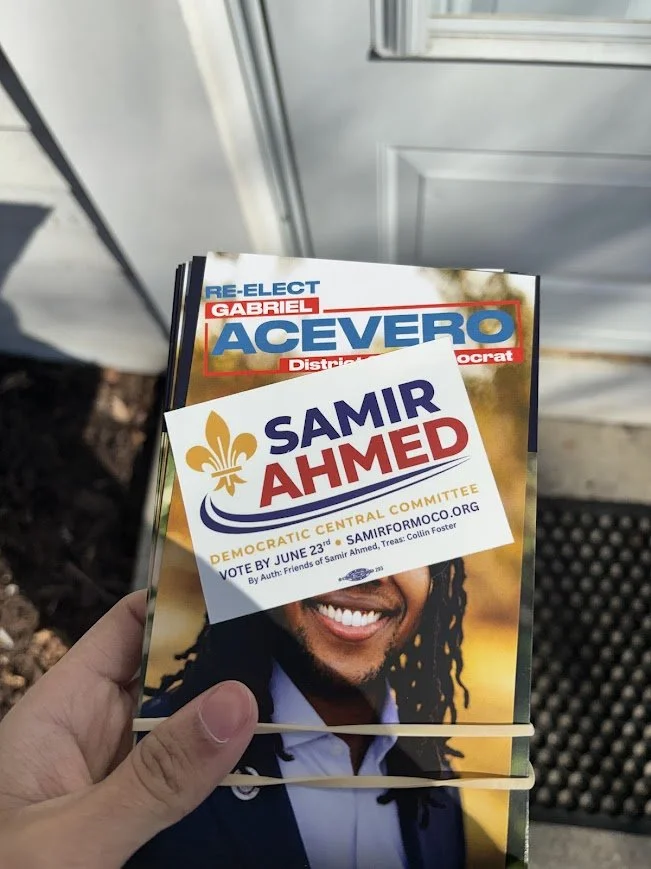 RE-ELECT
GABRIEL
ACEVERO
District ocrat
SAMIR
AHMED
DEMOCRATIC CENTRAL COMMITTEE
VOTE BY JUNE 23rd • SAMIRFORMOCO.ORG
By Auth: Friends of Samir Ahmed, Treas: Collin Foster